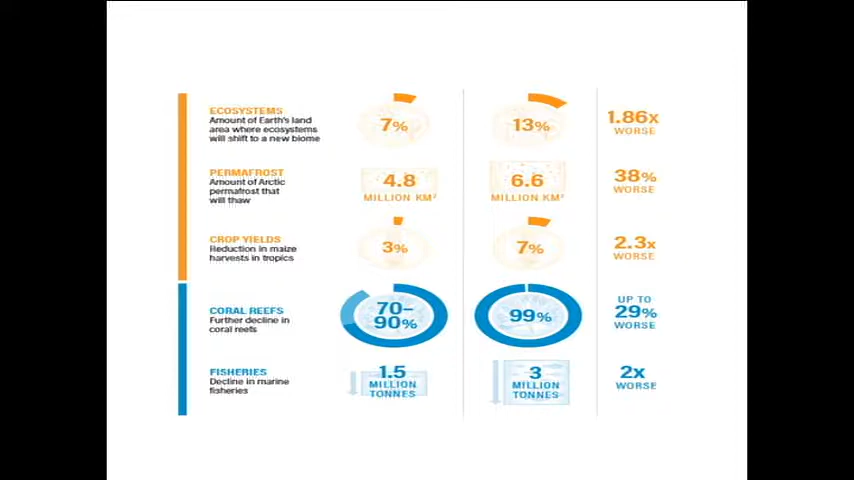 ECOSYSTEMS
Amount of Earth's land
area where ecosystems
will shift to a new biome
7%
13%
1.86x
WORSE
PERMAFROST
Amount of Arctic
permafrost that
will thaw
4.8
MILLION KM²
6.6
MILLION KM²
38%
WORSE
CROP YIELDS
Reduction in maize
harvests in tropics
3%
7%
2.3x
WORSE
CORAL REEFS
Further decline in
coral reefs
70–
90%
99%
UP TO
29%
WORSE
FISHERIES
Decline in marine
fisheries
1.5
MILLION
TONNES
3
MILLION
TONNES
2x
WORSE